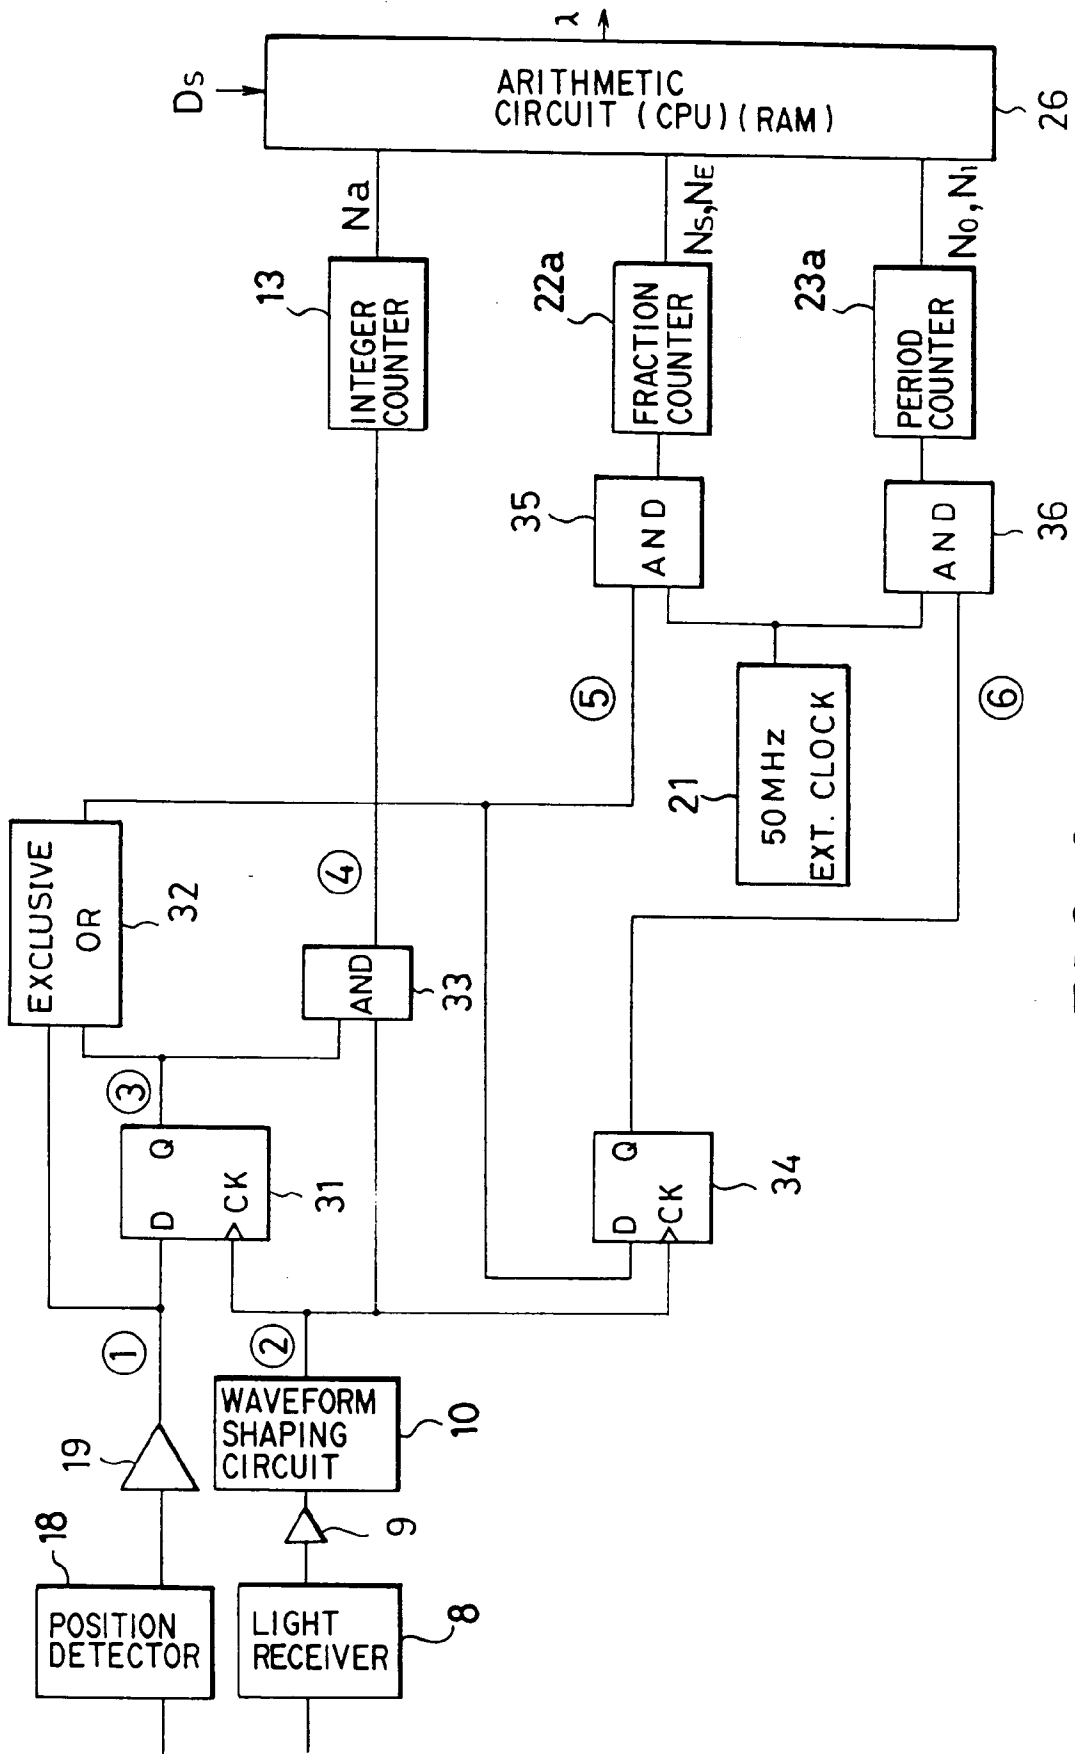 POSITION
DETECTOR
18
19
①
LIGHT
RECEIVER
8
9
WAVEFORM
SHAPING
CIRCUIT
10
②
D Q
CK
31
③
EXCLUSIVE
OR
32
AND
33
④
D Q
CK
34
⑤
⑥
21
50MHz
EXT. CLOCK
AND
35
AND
36
INTEGER
COUNTER
13
FRACTION
COUNTER
22a
PERIOD
COUNTER
23a
Na
NS,NE
N0,N1
DS
ARITHMETIC
CIRCUIT (CPU)(RAM)
26
λ